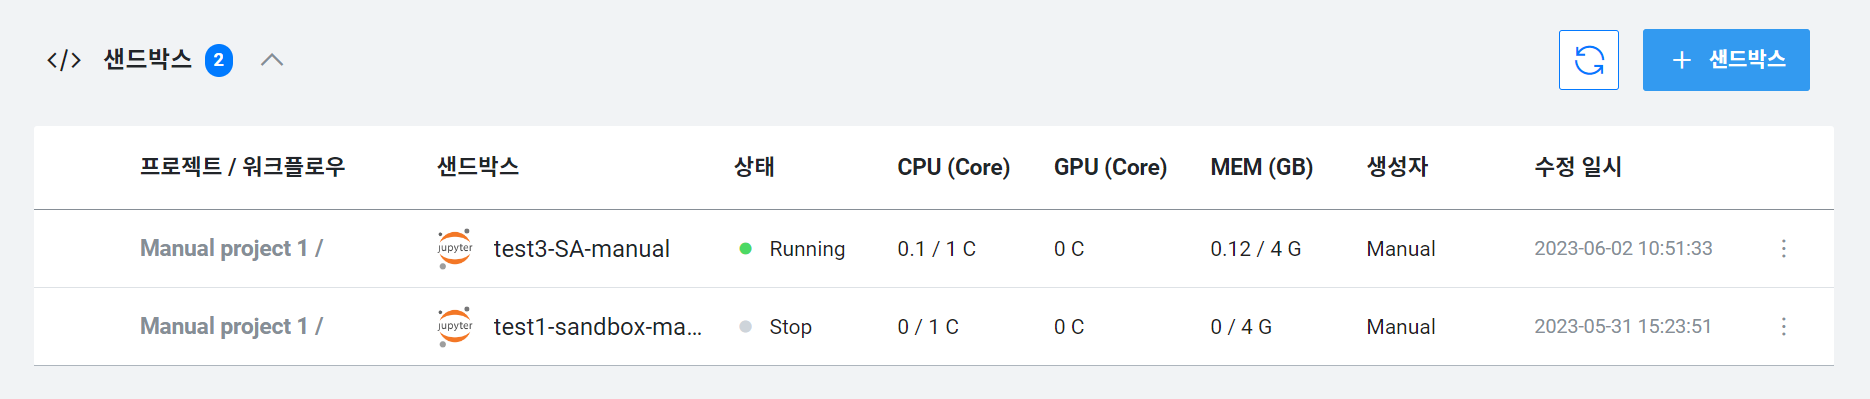 </> 샌드박스 2
+ 샌드박스
프로젝트 / 워크플로우 샌드박스 상태 CPU (Core) GPU (Core) MEM (GB) 생성자 수정 일시
Manual project 1 / jupyter test3-SA-manual Running 0.1 / 1 C 0 C 0.12 / 4 G Manual 2023-06-02 10:51:33
Manual project 1 / jupyter test1-sandbox-ma... Stop 0 / 1 C 0 C 0 / 4 G Manual 2023-05-31 15:23:51